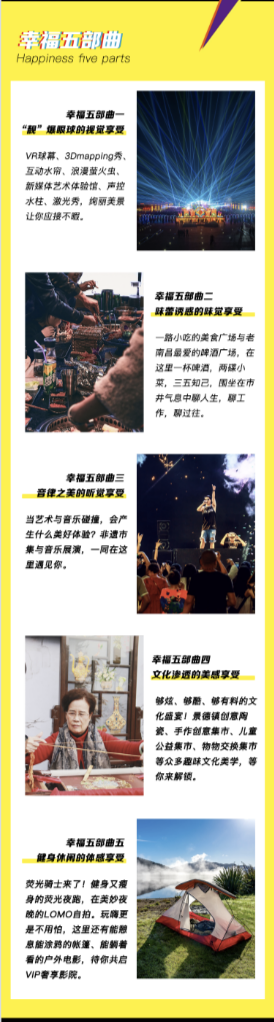 幸福五部曲
Happiness five parts
幸福五部曲一
“靓”爆眼球的视觉享受
VR球幕、3Dmapping秀、
互动水帘、浪漫萤火虫、
新媒体艺术体验馆、声控
水柱、激光秀，绚丽美景
让你应接不暇。
幸福五部曲二
味蕾诱惑的味觉享受
一路小吃的美食广场与老
南昌最爱的啤酒广场，在
这里一杯啤酒，两碟小
菜，三五知己，围坐在市
井气息中聊人生，聊工
作，聊过往。
幸福五部曲三
音律之美的听觉享受
当艺术与音乐碰撞，会产
生什么美好体验？非遗市
集与音乐展演，一同在这
里遇见你。
幸福五部曲四
文化渗透的美感享受
够炫、够酷、够有料的文
化盛宴！景德镇创意陶
瓷、手作创意集市、儿童
公益集市、物物交换集市
等众多趣味文化美学，等
你来解锁。
幸福五部曲五
健身休闲的体感享受
荧光骑士来了！健身又瘦
身的荧光夜跑，在美妙夜
晚的LOMO自拍。玩嗨更
是不用怕，这里还有能憩
息能涂鸦的帐篷、能躺着
看的户外电影，待你共启
VIP奢享影院。